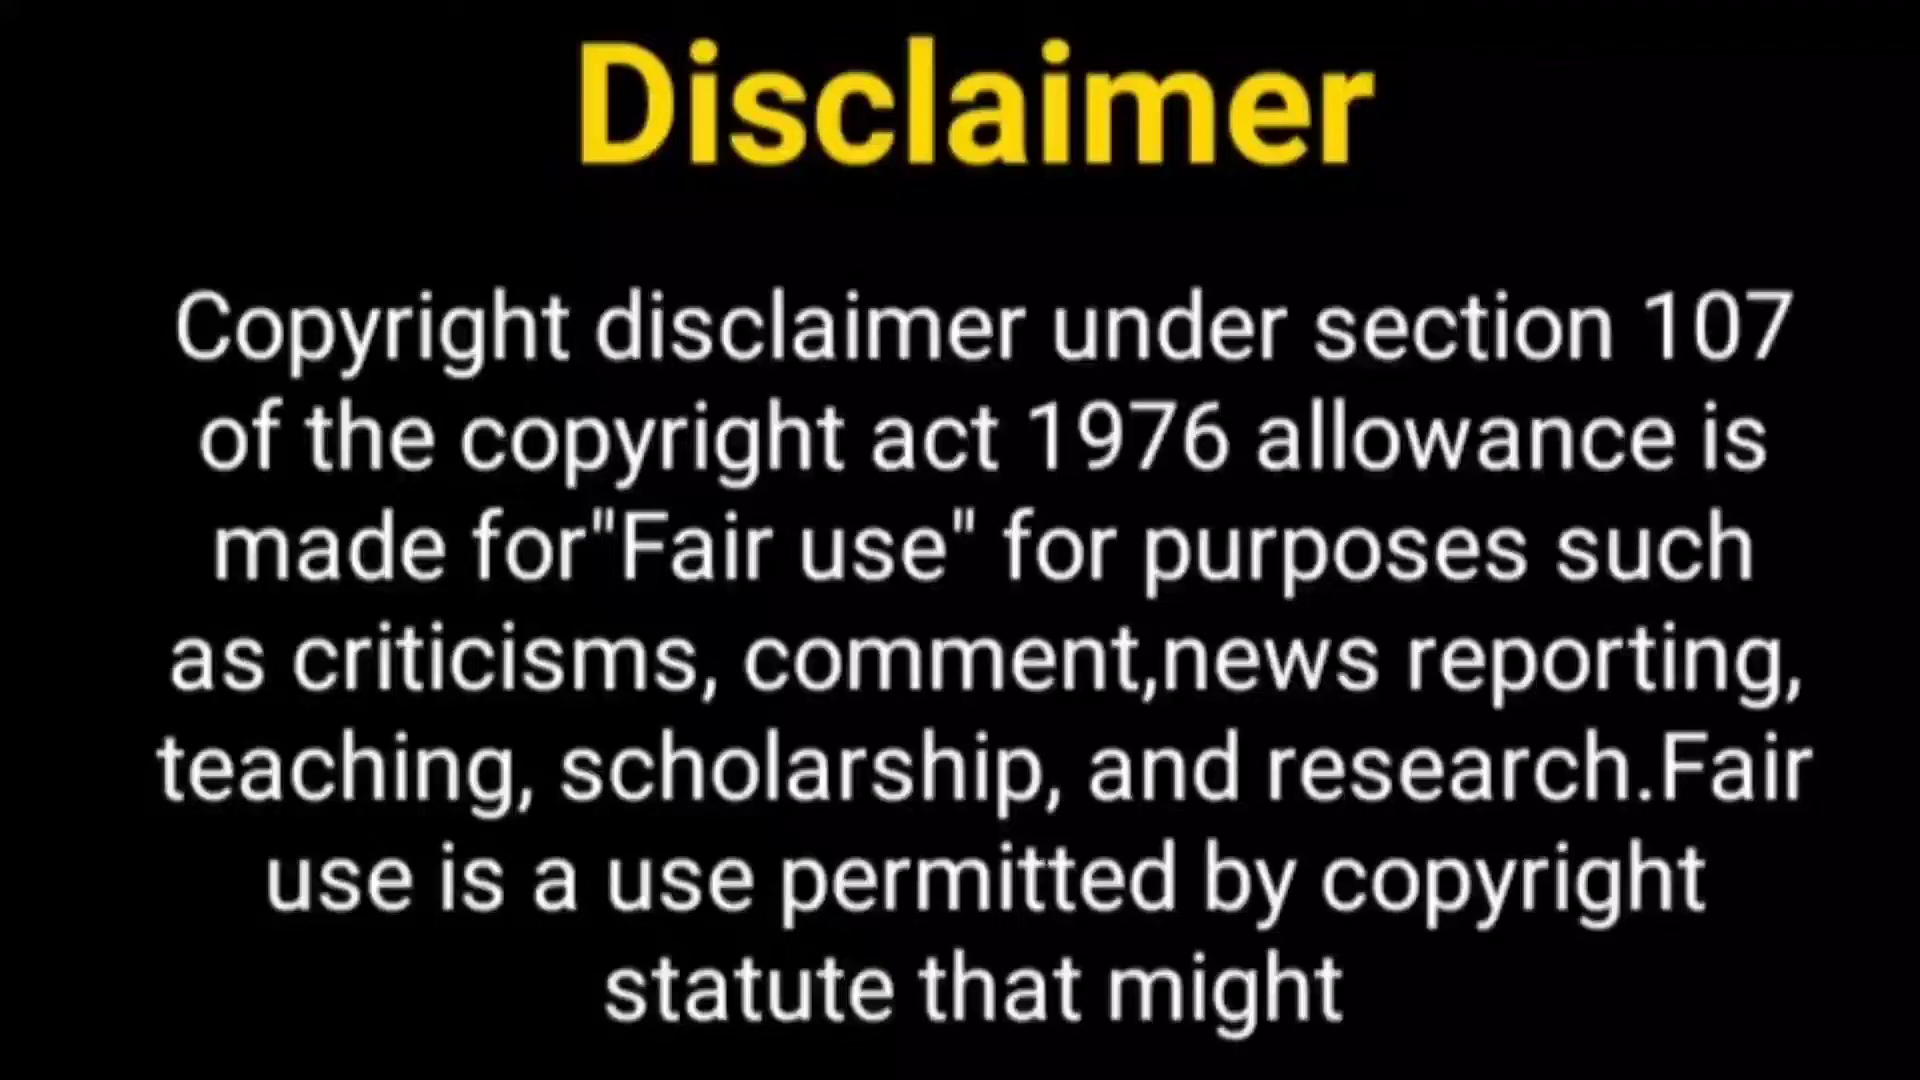 Disclaimer
Copyright disclaimer under section 107
of the copyright act 1976 allowance is
made for"Fair use" for purposes such
as criticisms, comment,news reporting,
teaching, scholarship, and research.Fair
use is a use permitted by copyright
statute that might